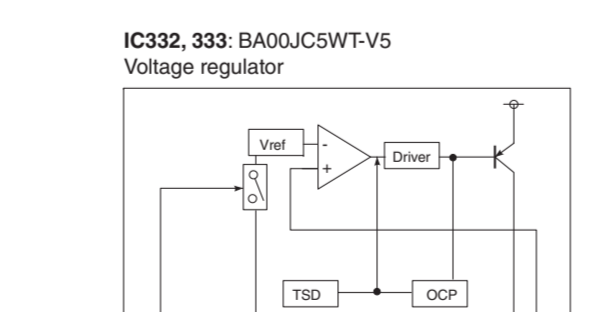 IC332, 333: BA00JC5WT-V5
Voltage regulator
Vref
-
+
Driver
TSD
OCP